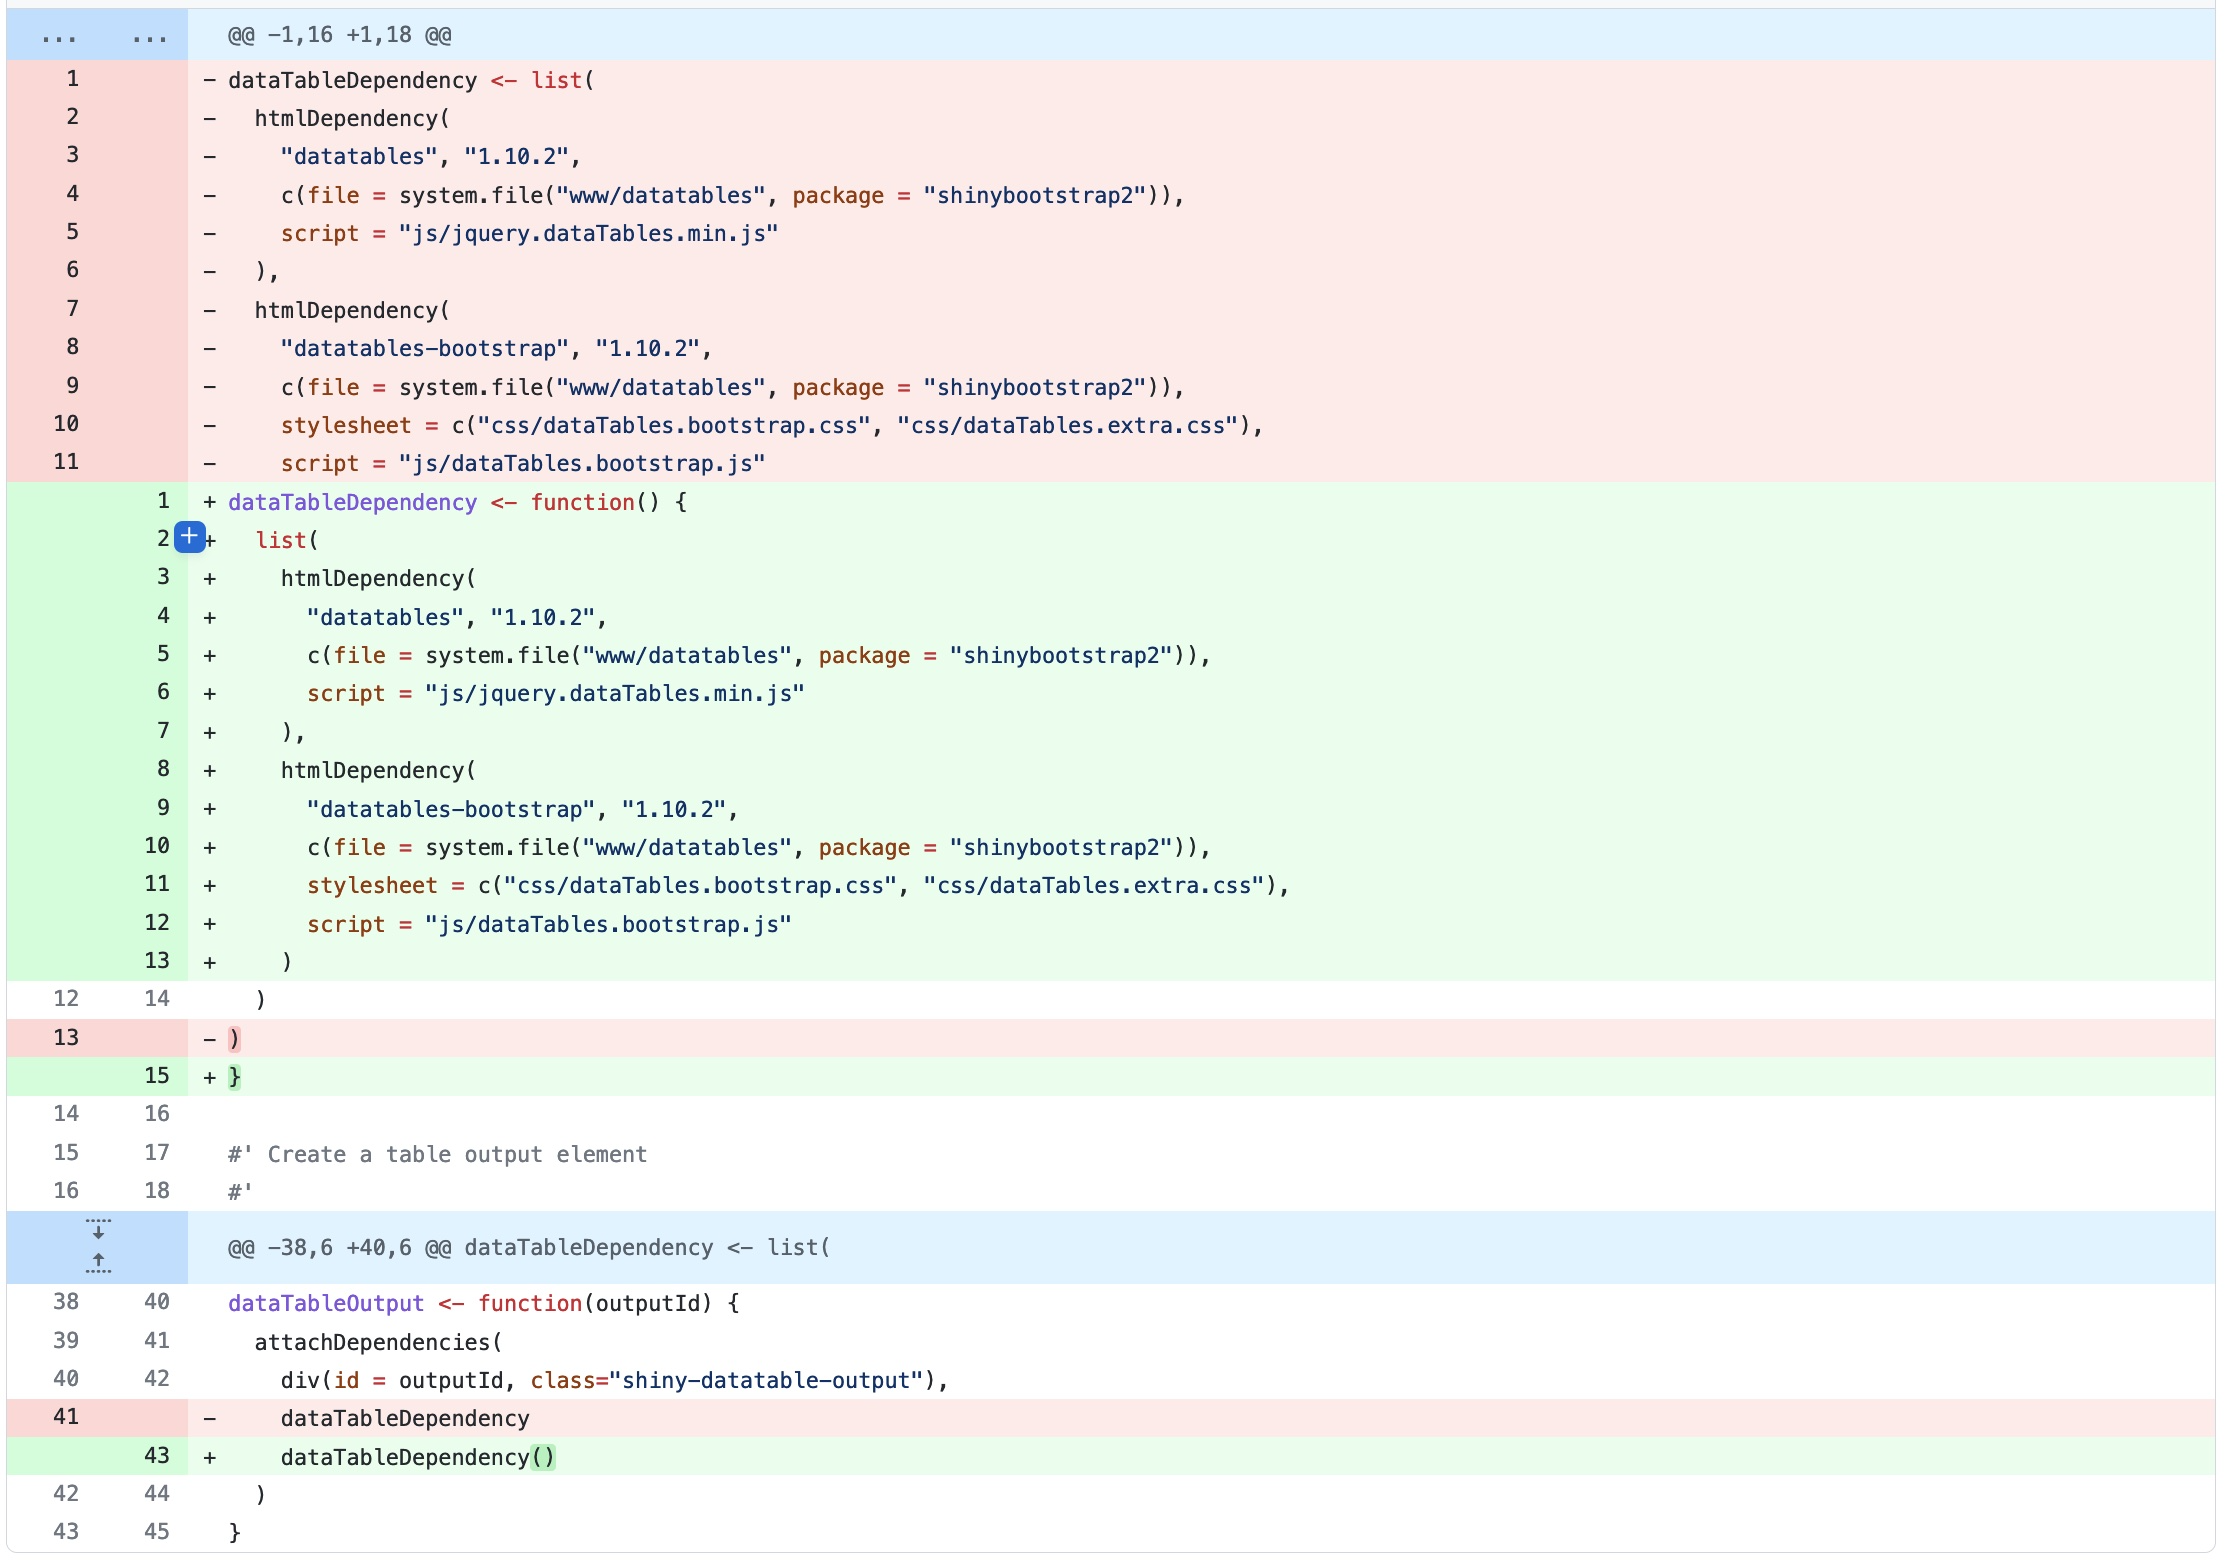 ... ... @@ -1,16 +1,18 @@
1 - dataTableDependency <- list(
2 -   htmlDependency(
3 -     "datatables", "1.10.2",
4 -     c(file = system.file("www/datatables", package = "shinybootstrap2")),
5 -     script = "js/jquery.dataTables.min.js"
6 -   ),
7 -   htmlDependency(
8 -     "datatables-bootstrap", "1.10.2",
9 -     c(file = system.file("www/datatables", package = "shinybootstrap2")),
10 -     stylesheet = c("css/dataTables.bootstrap.css", "css/dataTables.extra.css"),
11 -     script = "js/dataTables.bootstrap.js"
1 + dataTableDependency <- function() {
2 +   list(
3 +     htmlDependency(
4 +       "datatables", "1.10.2",
5 +       c(file = system.file("www/datatables", package = "shinybootstrap2")),
6 +       script = "js/jquery.dataTables.min.js"
7 +     ),
8 +     htmlDependency(
9 +       "datatables-bootstrap", "1.10.2",
10 +       c(file = system.file("www/datatables", package = "shinybootstrap2")),
11 +       stylesheet = c("css/dataTables.bootstrap.css", "css/dataTables.extra.css"),
12 +       script = "js/dataTables.bootstrap.js"
13 +     )
12 14   )
13 - )
15 + }
14 16
15 17 #' Create a table output element
16 18 #'
@@ -38,6 +40,6 @@ dataTableDependency <- list(
38 40 dataTableOutput <- function(outputId) {
39 41   attachDependencies(
40 42     div(id = outputId, class="shiny-datatable-output"),
41 -     dataTableDependency
43 +     dataTableDependency()
42 44   )
43 45 }